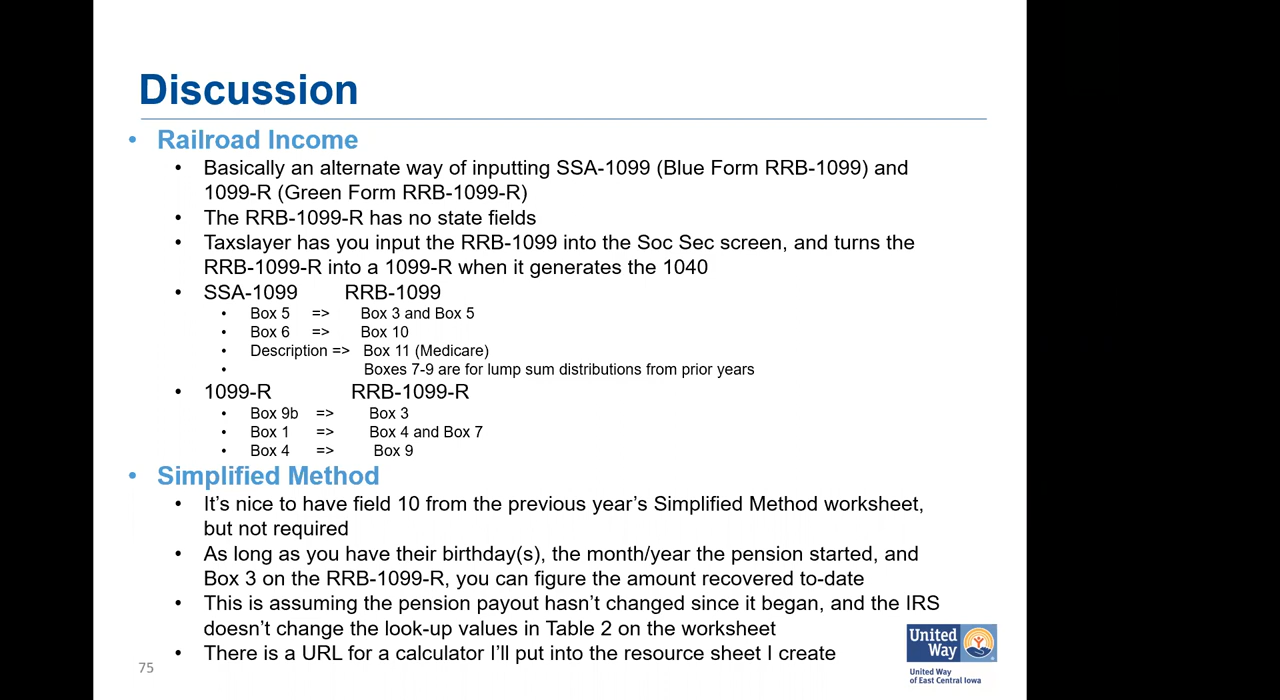 Discussion
• Railroad Income
• Basically an alternate way of inputting SSA-1099 (Blue Form RRB-1099) and
1099-R (Green Form RRB-1099-R)
• The RRB-1099-R has no state fields
• Taxslayer has you input the RRB-1099 into the Soc Sec screen, and turns the
RRB-1099-R into a 1099-R when it generates the 1040
• SSA-1099 RRB-1099
• Box 5 => Box 3 and Box 5
• Box 6 => Box 10
• Description => Box 11 (Medicare)
• Boxes 7-9 are for lump sum distributions from prior years
• 1099-R RRB-1099-R
• Box 9b => Box 3
• Box 1 => Box 4 and Box 7
• Box 4 => Box 9
• Simplified Method
• It’s nice to have field 10 from the previous year’s Simplified Method worksheet,
but not required
• As long as you have their birthday(s), the month/year the pension started, and
Box 3 on the RRB-1099-R, you can figure the amount recovered to-date
• This is assuming the pension payout hasn’t changed since it began, and the IRS
doesn’t change the look-up values in Table 2 on the worksheet
• There is a URL for a calculator I’ll put into the resource sheet I create
75
United
Way
United Way
of East Central Iowa